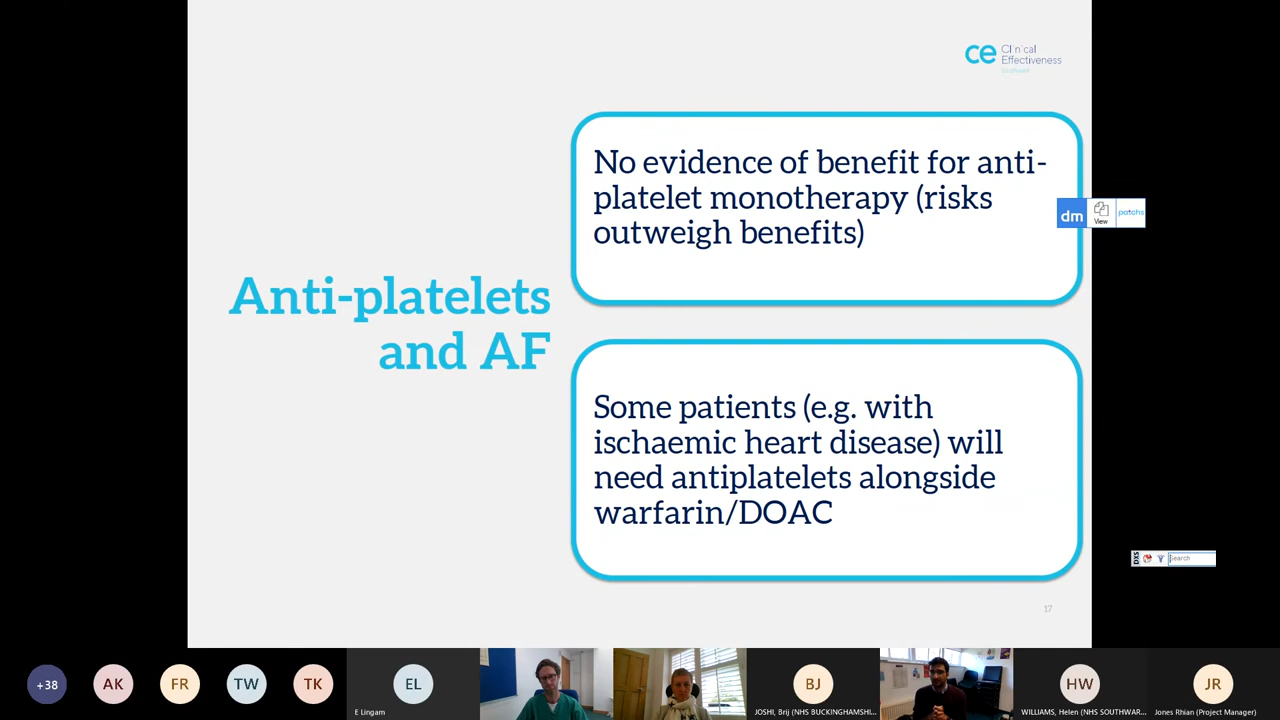 ce Clinical
Effectiveness
No evidence of benefit for anti-
platelet monotherapy (risks
outweigh benefits)
dm
View
patchs
Anti-platelets
and AF
Some patients (e.g. with
ischaemic heart disease) will
need antiplatelets alongside
warfarin/DOAC
DXS
Search
17
+38
AK
FR
TW
TK
EL
BJ
HW
JR
E Lingam
JOSHI, Brij (NHS BUCKINGHAMSHI...
WILLIAMS, Helen (NHS SOUTHWAR...
Jones Rhian (Project Manager)